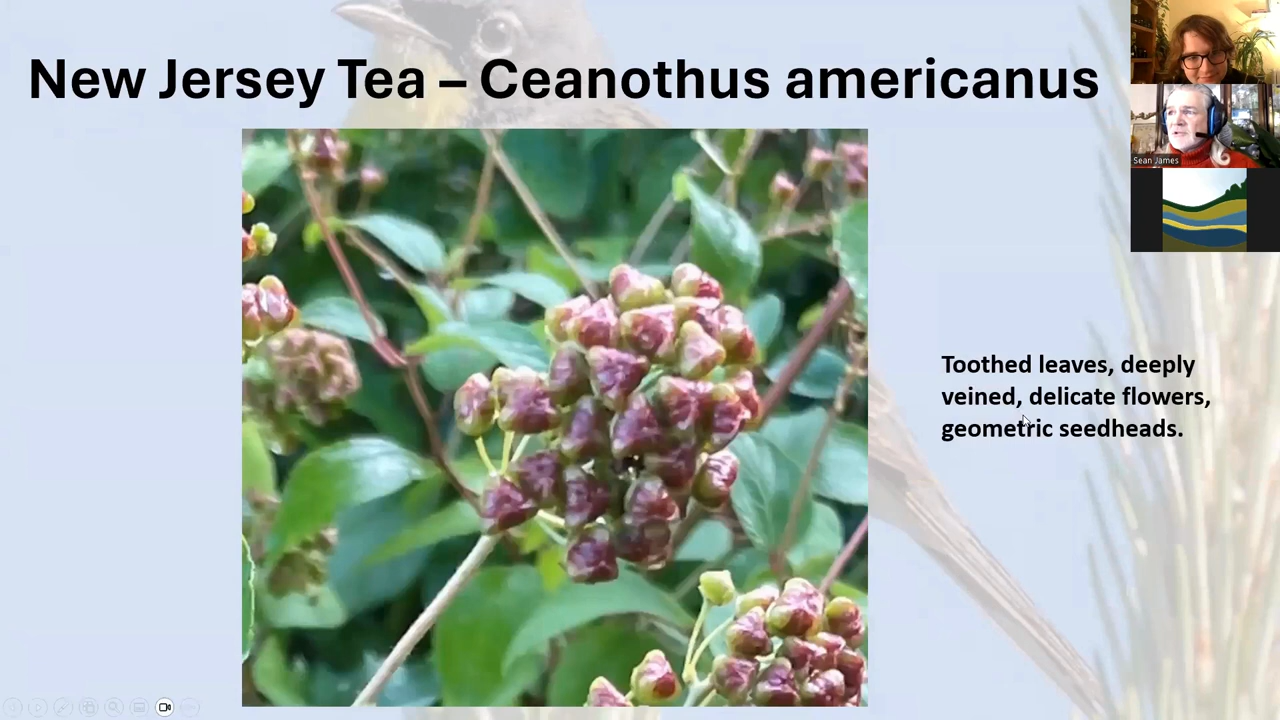 New Jersey Tea – Ceanothus americanus
Sean James
Toothed leaves, deeply
veined, delicate flowers,
geometric seedheads.